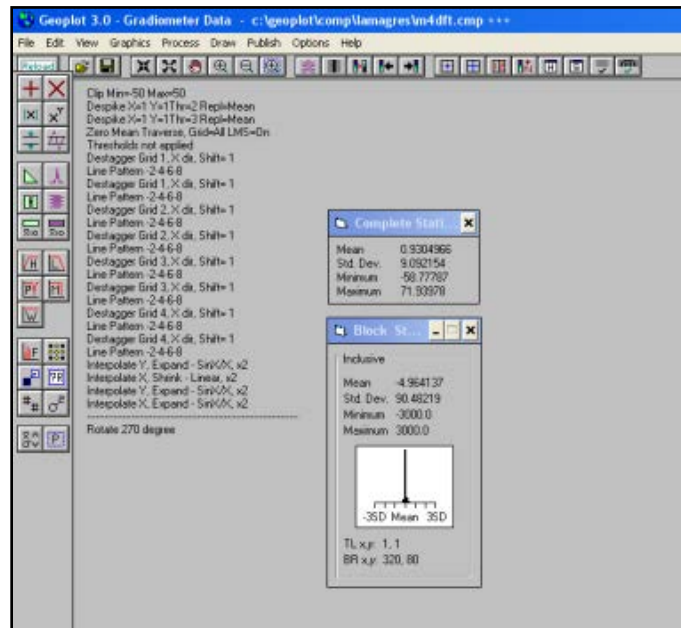 Geoplot 3.0 - Gradiometer Data - c:\geoplot\comp\lamagres\m4dft.cmp +++
File Edit View Graphics Process Draw Publish Options Help
Reload
Clip Min=-50 Max=50
Despike X=1 Y=1Thr=2 Repl=Mean
Despike X=1 Y=1Thr=3 Repl=Mean
Zero Mean Traverse, Grid=All LMS=On
Thresholds not applied
Destagger Grid 1, X dir, Shift= 1
Line Pattern -2-4-6-8
Destagger Grid 1, X dir, Shift= 1
Line Pattern -2-4-6-8
Destagger Grid 2, X dir, Shift= 1
Line Pattern -2-4-6-8
Destagger Grid 2, X dir, Shift= 1
Line Pattern -2-4-6-8
Destagger Grid 3, X dir, Shift= 1
Line Pattern -2-4-6-8
Destagger Grid 3, X dir, Shift= 1
Line Pattern -2-4-6-8
Destagger Grid 4, X dir, Shift= 1
Line Pattern -2-4-6-8
Destagger Grid 4, X dir, Shift= 1
Line Pattern -2-4-6-8
Interpolate Y, Expand - SinX/X, x2
Interpolate X, Shrink - Linear, x2
Interpolate Y, Expand - SinX/X, x2
Interpolate X, Expand - SinX/X, x2
Rotate 270 degree
Complete Stati...
Mean 0.9304966
Std. Dev. 9.092154
Minimum -58.77787
Maximum 71.93978
Block St...
Inclusive
Mean -4.964137
Std. Dev. 90.48219
Minimum -3000.0
Maximum 3000.0
-3SD Mean 3SD
TL x,y: 1, 1
BR x,y: 320, 80